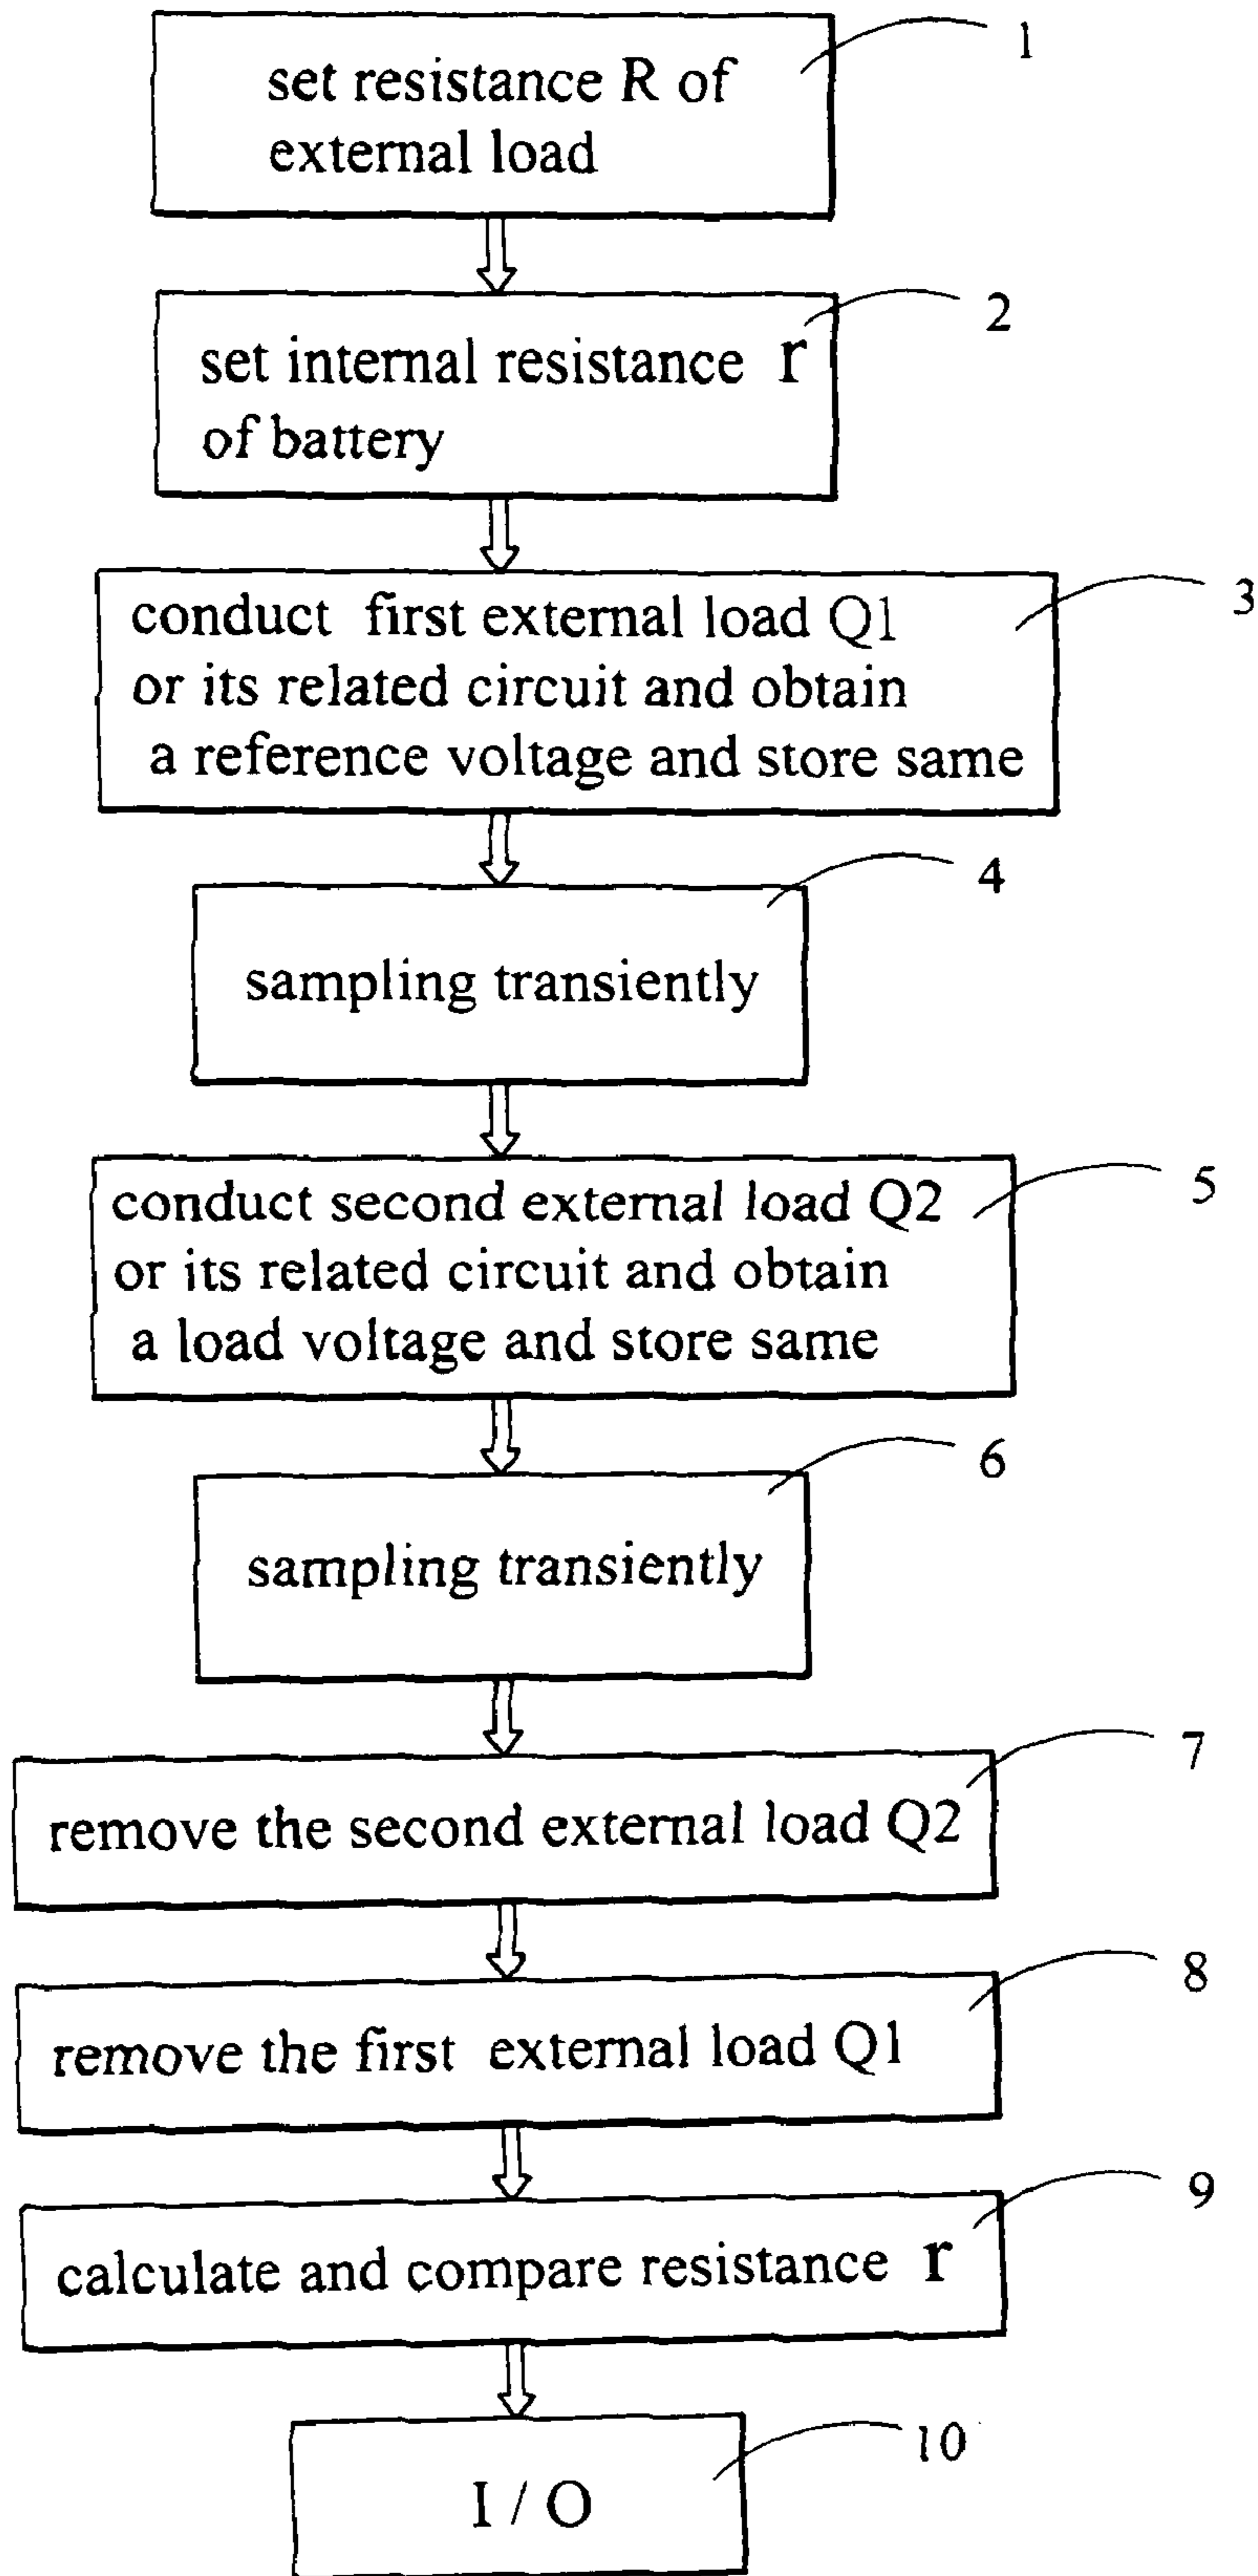 1
set resistance R of
external load
2
set internal resistance r
of battery
3
conduct first external load Q1
or its related circuit and obtain
a reference voltage and store same
4
sampling transiently
5
conduct second external load Q2
or its related circuit and obtain
a load voltage and store same
6
sampling transiently
7
remove the second external load Q2
8
remove the first external load Q1
9
calculate and compare resistance r
10
I / O